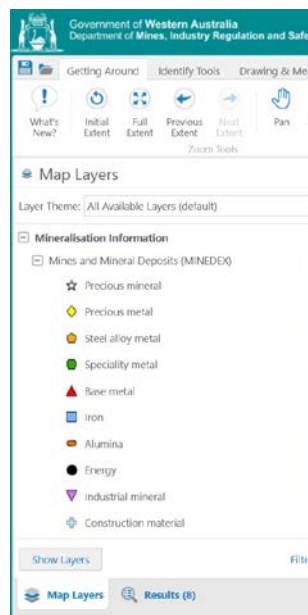 Government of Western Australia
Department of Mines, Industry Regulation and Safe
Getting Around Identify Tools Drawing & Mea
What's New? Initial Extent Full Extent Previous Extent Next Extent Pan
Zoom Tools
Map Layers
Layer Theme: All Available Layers (default)
Mineralisation Information
Mines and Mineral Deposits (MINEDEX)
Precious mineral
Precious metal
Steel alloy metal
Speciality metal
Base metal
Iron
Alumina
Energy
Industrial mineral
Construction material
Show Layers Filte
Map Layers Results (8)